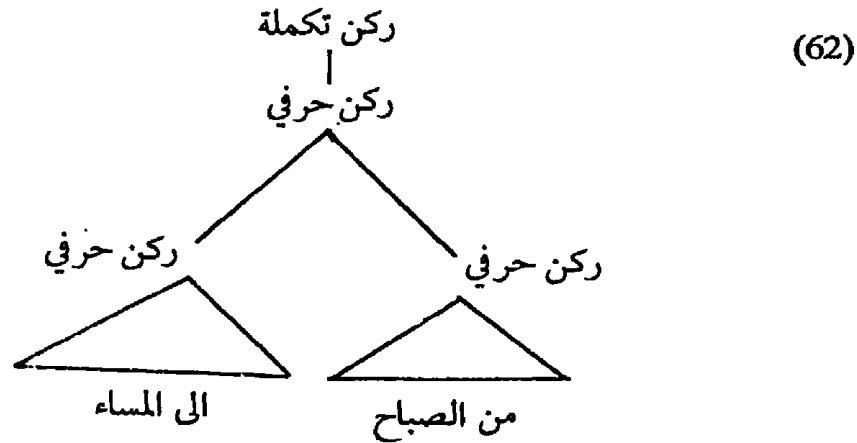 (62)
ركن تكملة
ركن حرفي
ركن حرفي
ركن حرفي
من الصباح
الى المساء